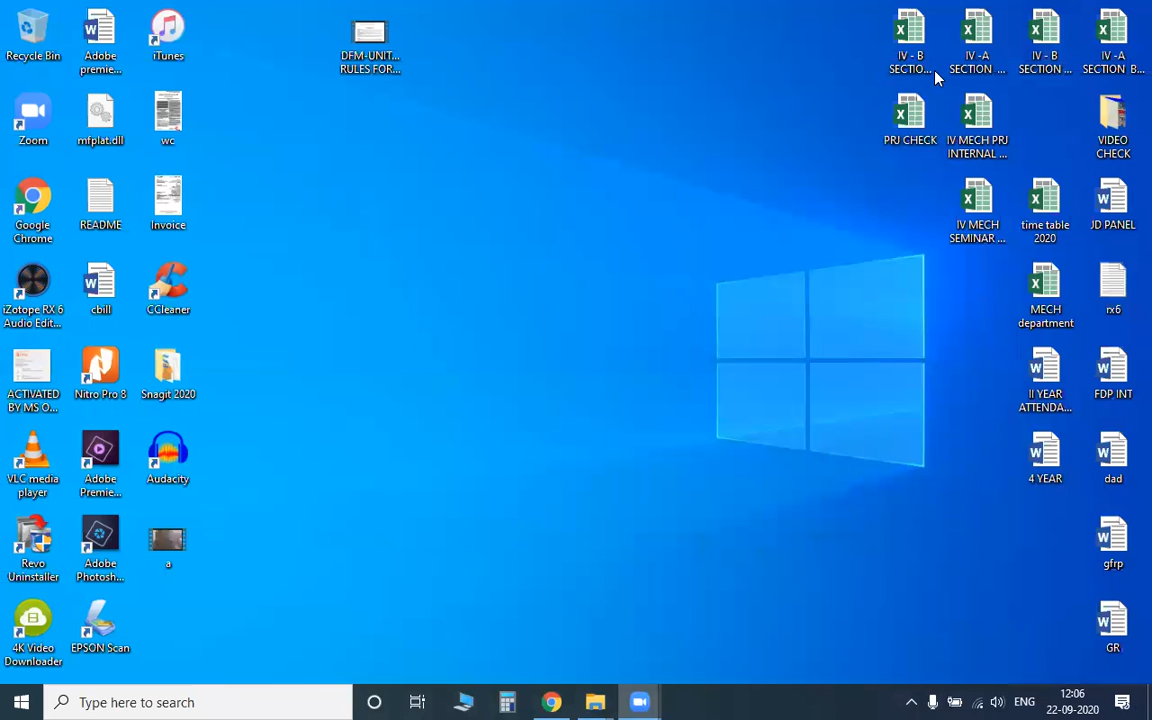 Recycle Bin
Adobe
premie...
iTunes
DFM-UNIT...
RULES FOR...
IV - B
SECTIO...
IV -A
SECTION ...
IV - B
SECTION ...
IV -A
SECTION B...
Zoom
mfplat.dll
wc
PRJ CHECK
IV MECH PRJ
INTERNAL ...
VIDEO
CHECK
Google
Chrome
README
Invoice
IV MECH
SEMINAR ...
time table
2020
JD PANEL
iZotope RX 6
Audio Edit...
cbill
CCleaner
MECH
department
rx6
ACTIVATED
BY MS O...
Nitro Pro 8
Snagit 2020
II YEAR
ATTENDA...
FDP INT
VLC media
player
Adobe
Premie...
Audacity
4 YEAR
dad
Revo
Uninstaller
Adobe
Photosh...
a
gfrp
4K Video
Downloader
EPSON Scan
GR
Type here to search
ENG
12:06
22-09-2020